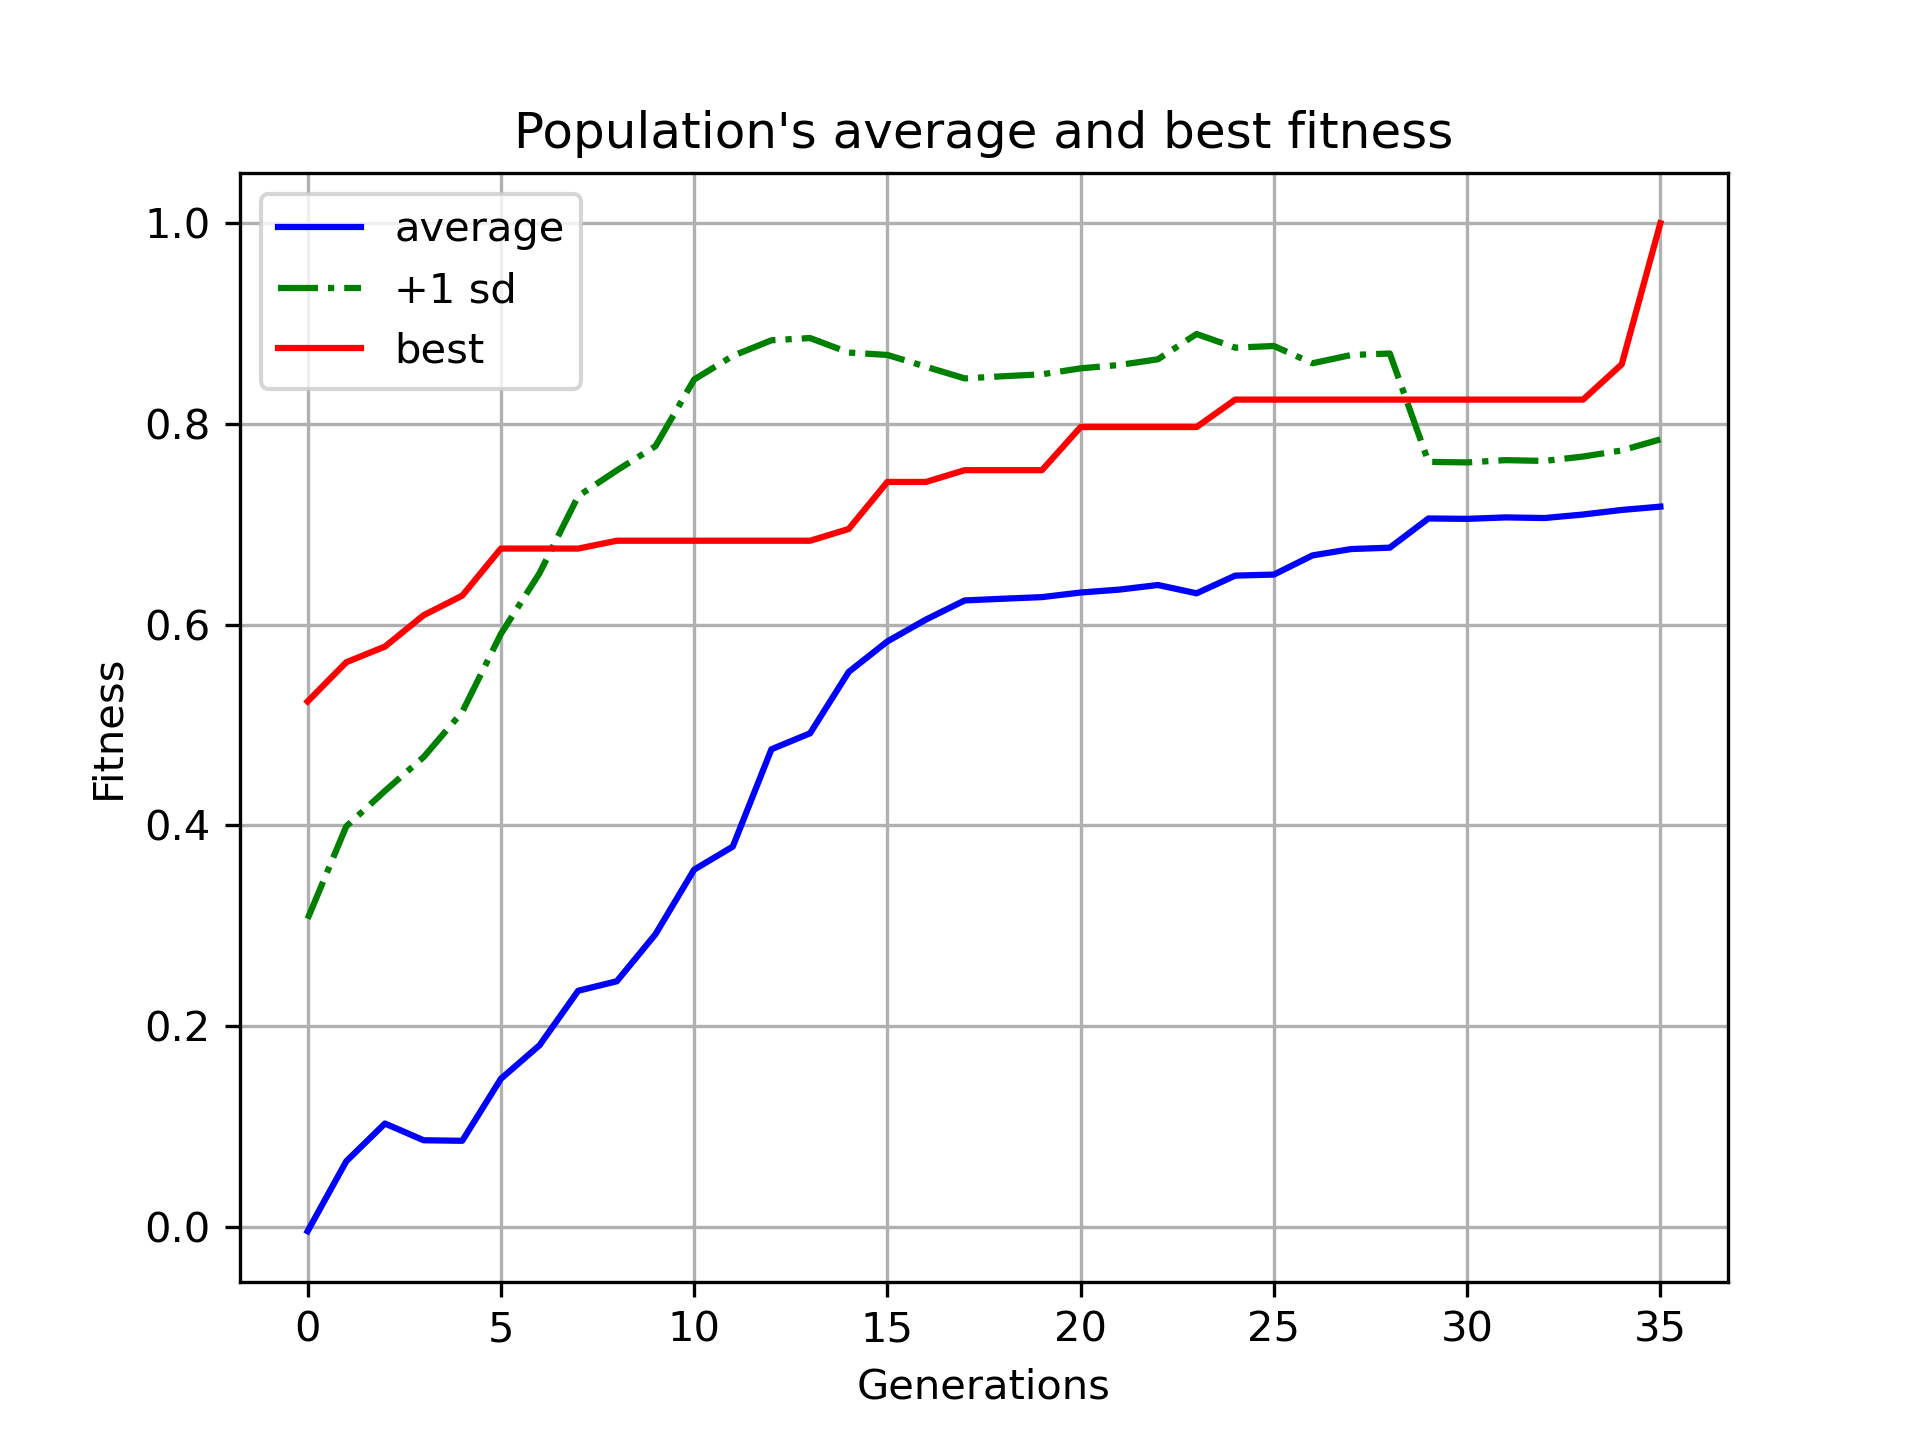 Population's average and best fitness
average
+1 sd
best
1.0
0.8
0.6
0.4
0.2
0.0
Fitness
0 5 10 15 20 25 30 35
Generations